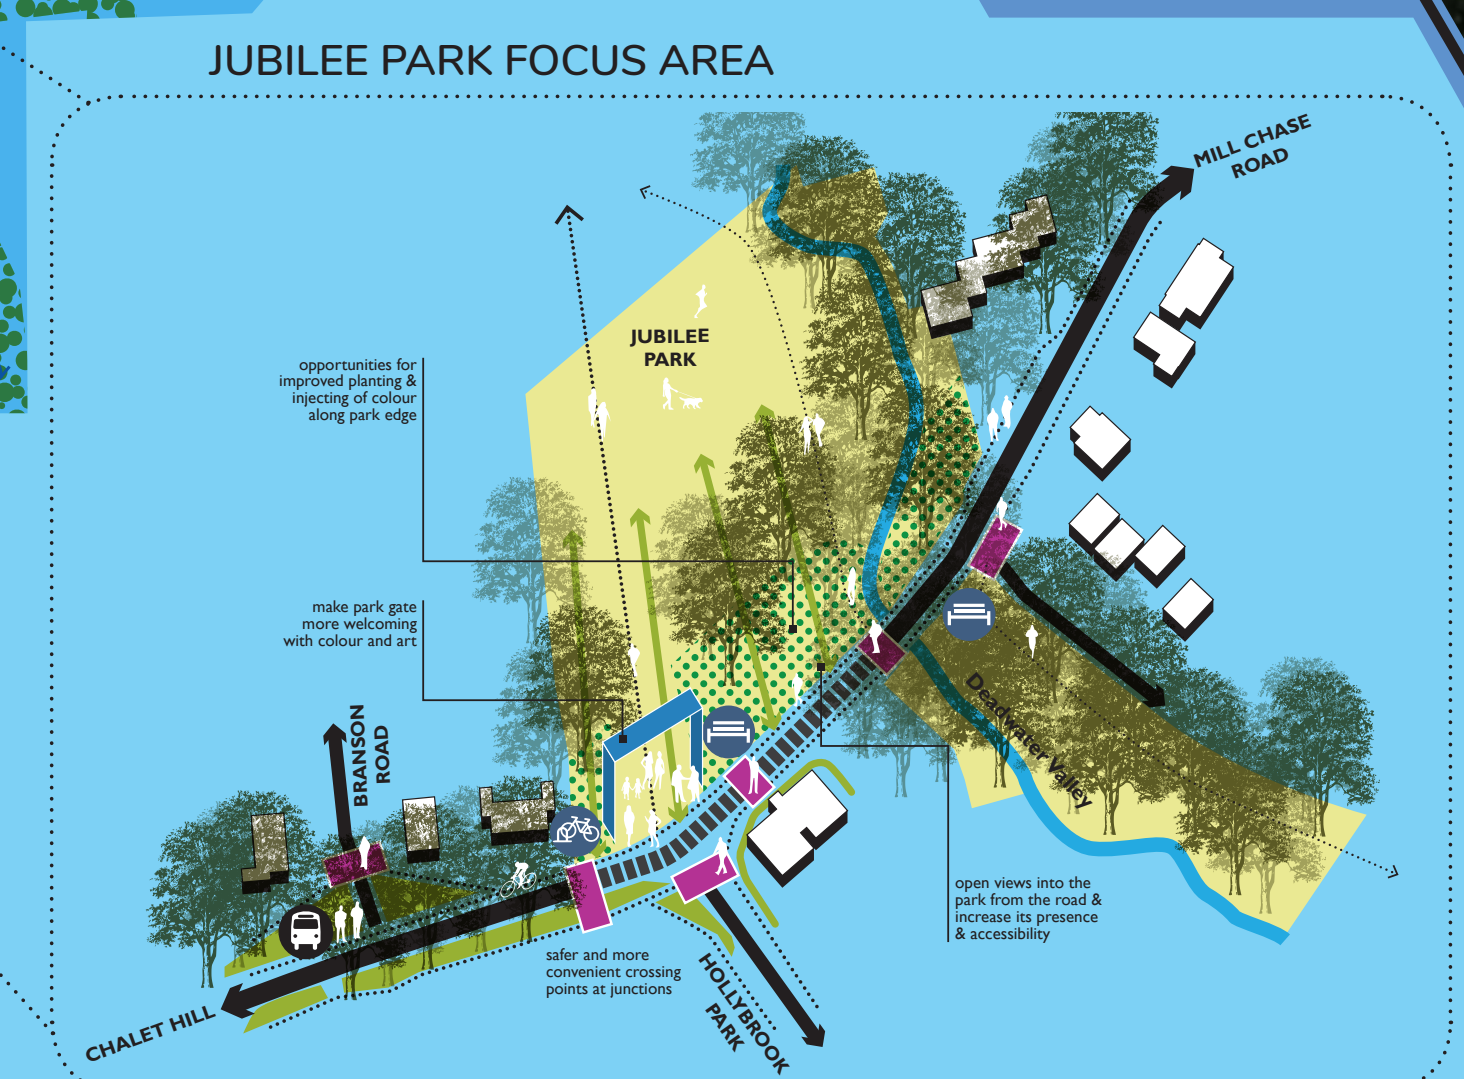 JUBILEE PARK FOCUS AREA
MILL CHASE
ROAD
JUBILEE
PARK
opportunities for
improved planting &
injecting of colour
along park edge
make park gate
more welcoming
with colour and art
BRANSON
ROAD
Deadwater Valley
open views into the
park from the road &
increase its presence
& accessibility
safer and more
convenient crossing
points at junctions
HOLLYBROOK
PARK
CHALET HILL